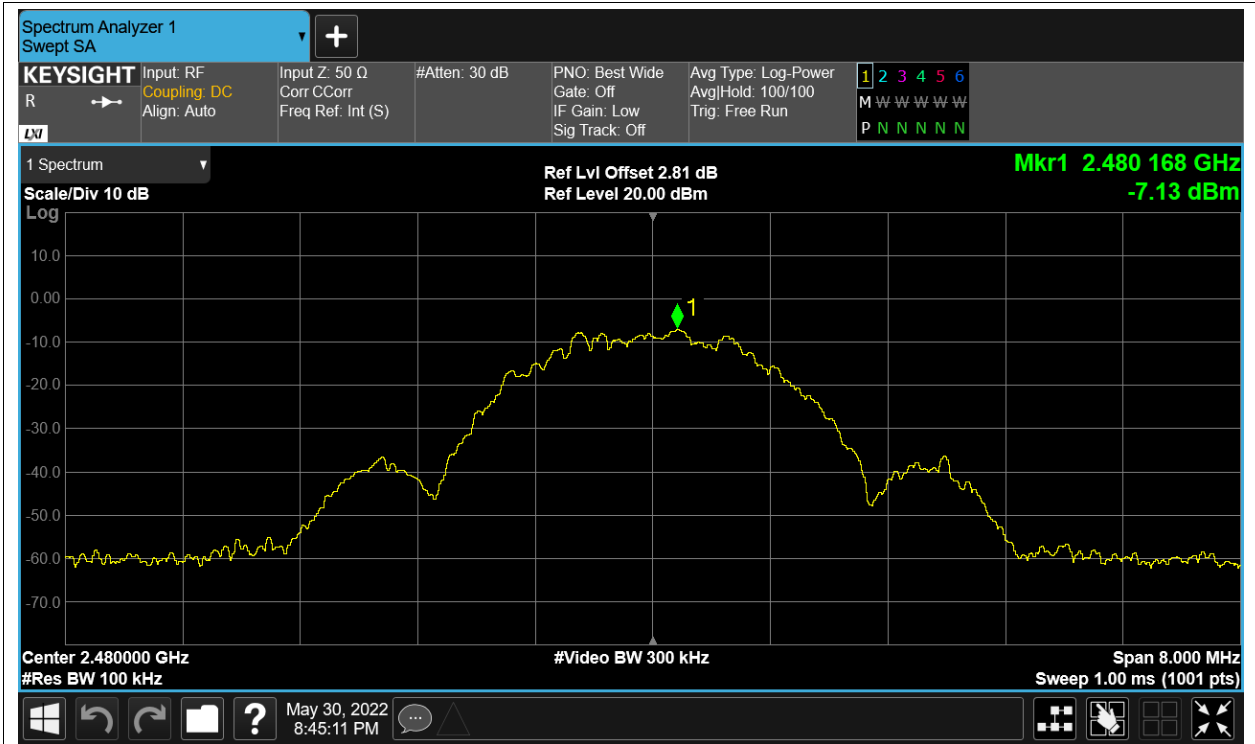 Spectrum Analyzer 1
Swept SA
KEYSIGHT
R
LXI
Input: RF
Coupling: DC
Align: Auto
Input Z: 50 Ω
Corr CCorr
Freq Ref: Int (S)
#Atten: 30 dB
PNO: Best Wide
Gate: Off
IF Gain: Low
Sig Track: Off
Avg Type: Log-Power
Avg|Hold: 100/100
Trig: Free Run
1 2 3 4 5 6
M W W W W W
P N N N N N
1 Spectrum
Scale/Div 10 dB
Log
Ref Lvl Offset 2.81 dB
Ref Level 20.00 dBm
Mkr1 2.480 168 GHz
-7.13 dBm
10.0
0.00
1
-10.0
-20.0
-30.0
-40.0
-50.0
-60.0
-70.0
Center 2.480000 GHz
#Video BW 300 kHz
Span 8.000 MHz
#Res BW 100 kHz
Sweep 1.00 ms (1001 pts)
?
May 30, 2022
8:45:11 PM